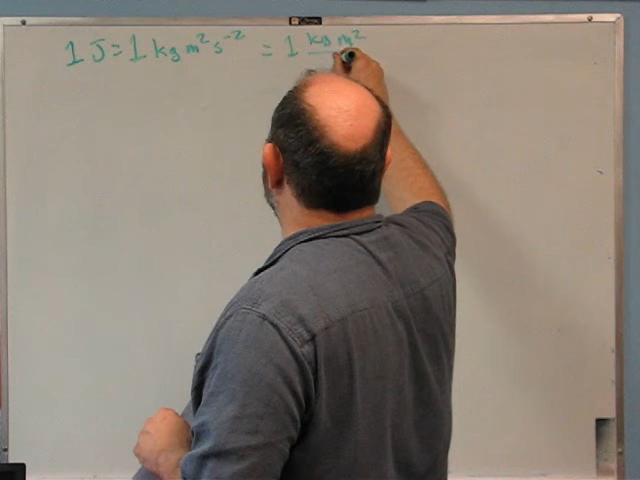 1 J = 1 kg m² s⁻² = 1 kg m²